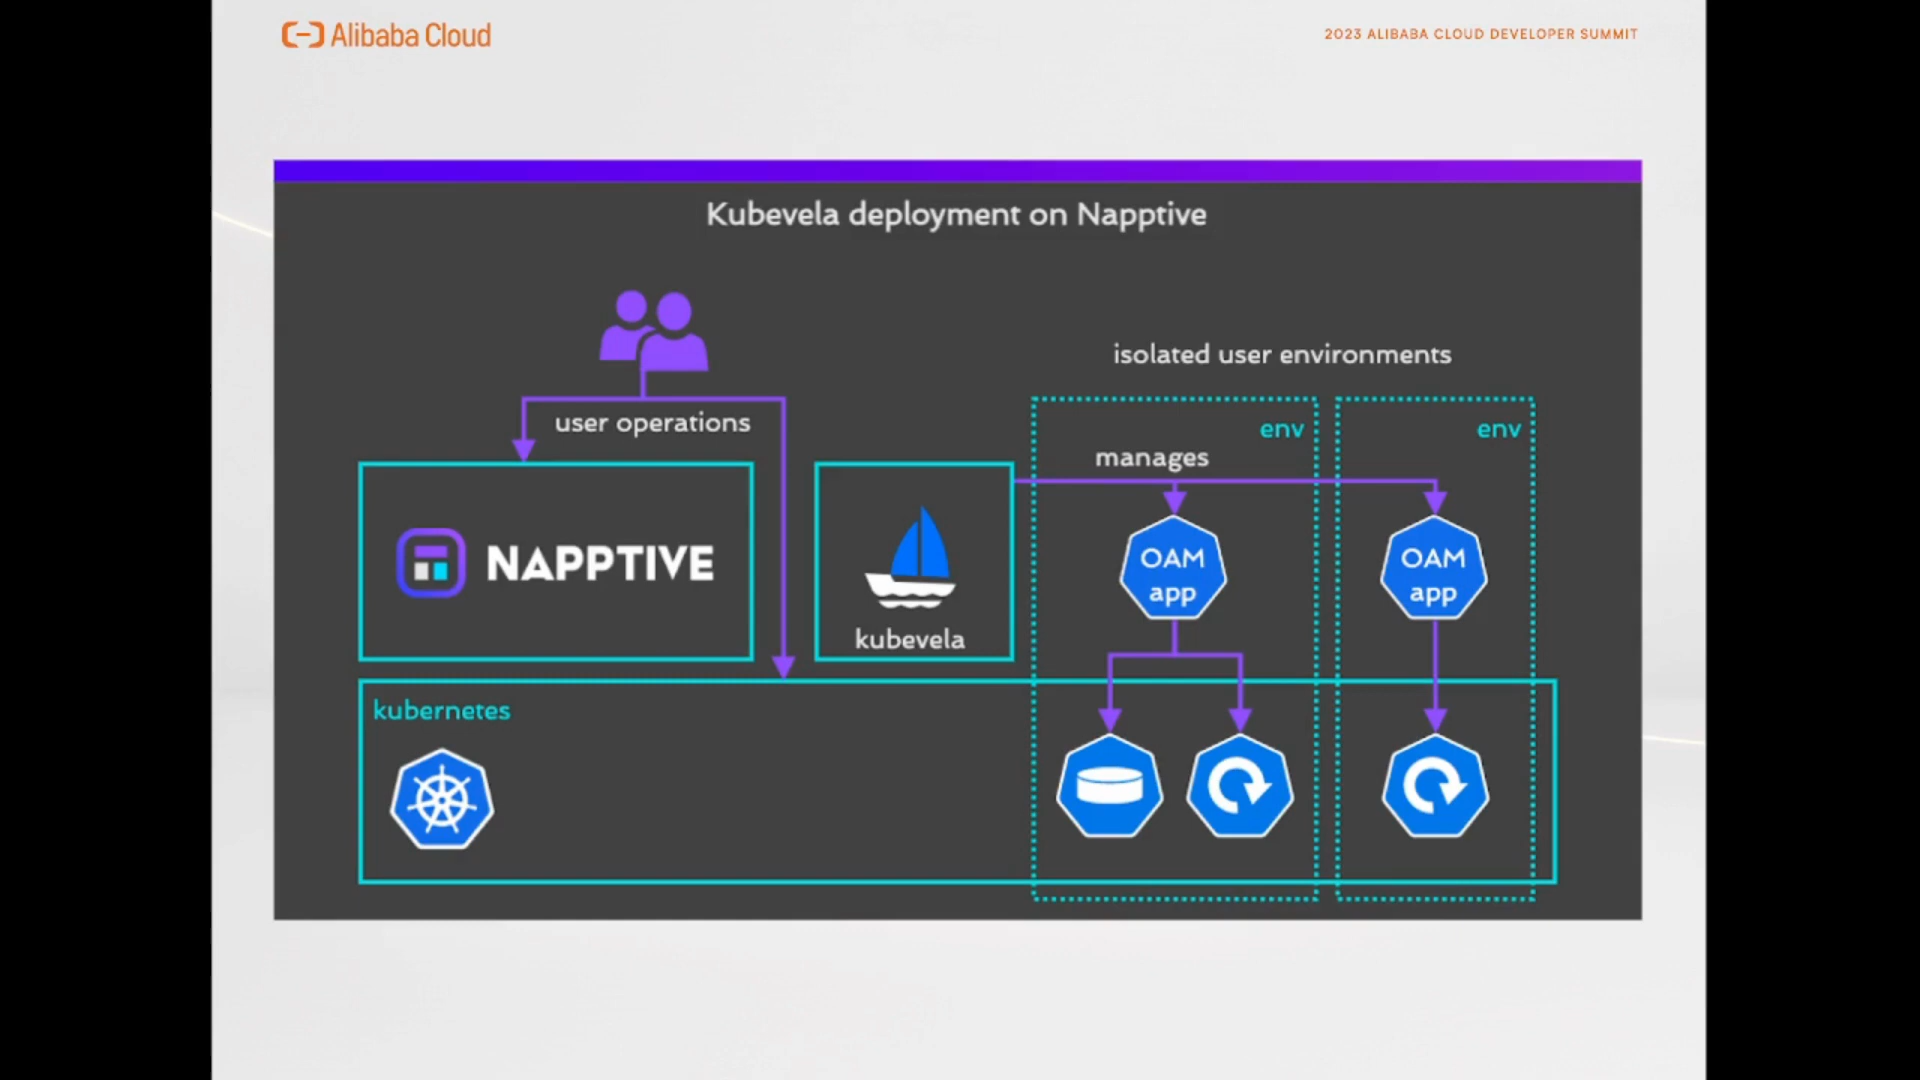 Alibaba Cloud
2023 ALIBABA CLOUD DEVELOPER SUMMIT
Kubevela deployment on Napptive
isolated user environments
user operations
env
env
manages
NAPPTIVE
OAM
app
OAM
app
kubevela
kubernetes